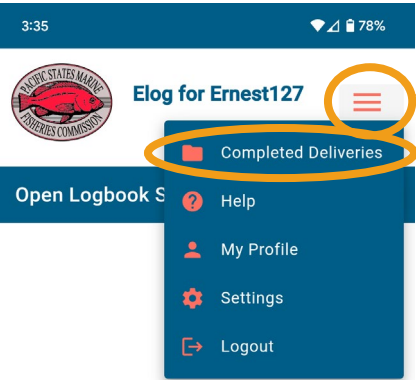 3:35 78%
PACIFIC STATES MARINE
FISHERIES COMMISSION
Elog for Ernest127
Completed Deliveries
Open Logbook S
Help
My Profile
Settings
Logout